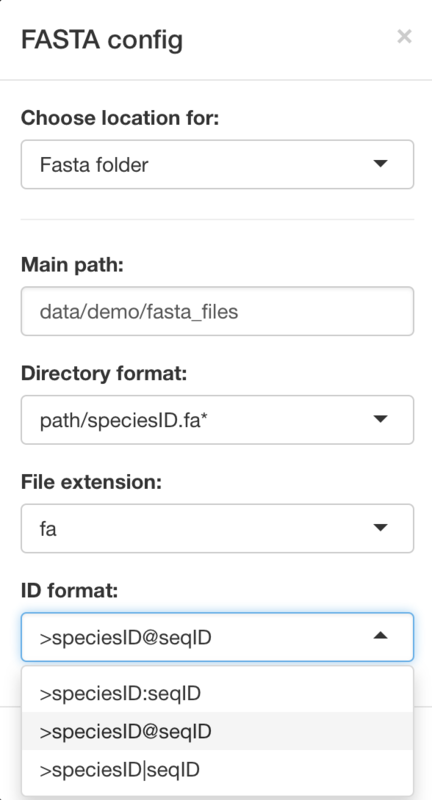 FASTA config ×
Choose location for:
Fasta folder
Main path:
data/demo/fasta_files
Directory format:
path/speciesID.fa*
File extension:
fa
ID format:
>speciesID@seqID
>speciesID:seqID
>speciesID@seqID
>speciesID|seqID